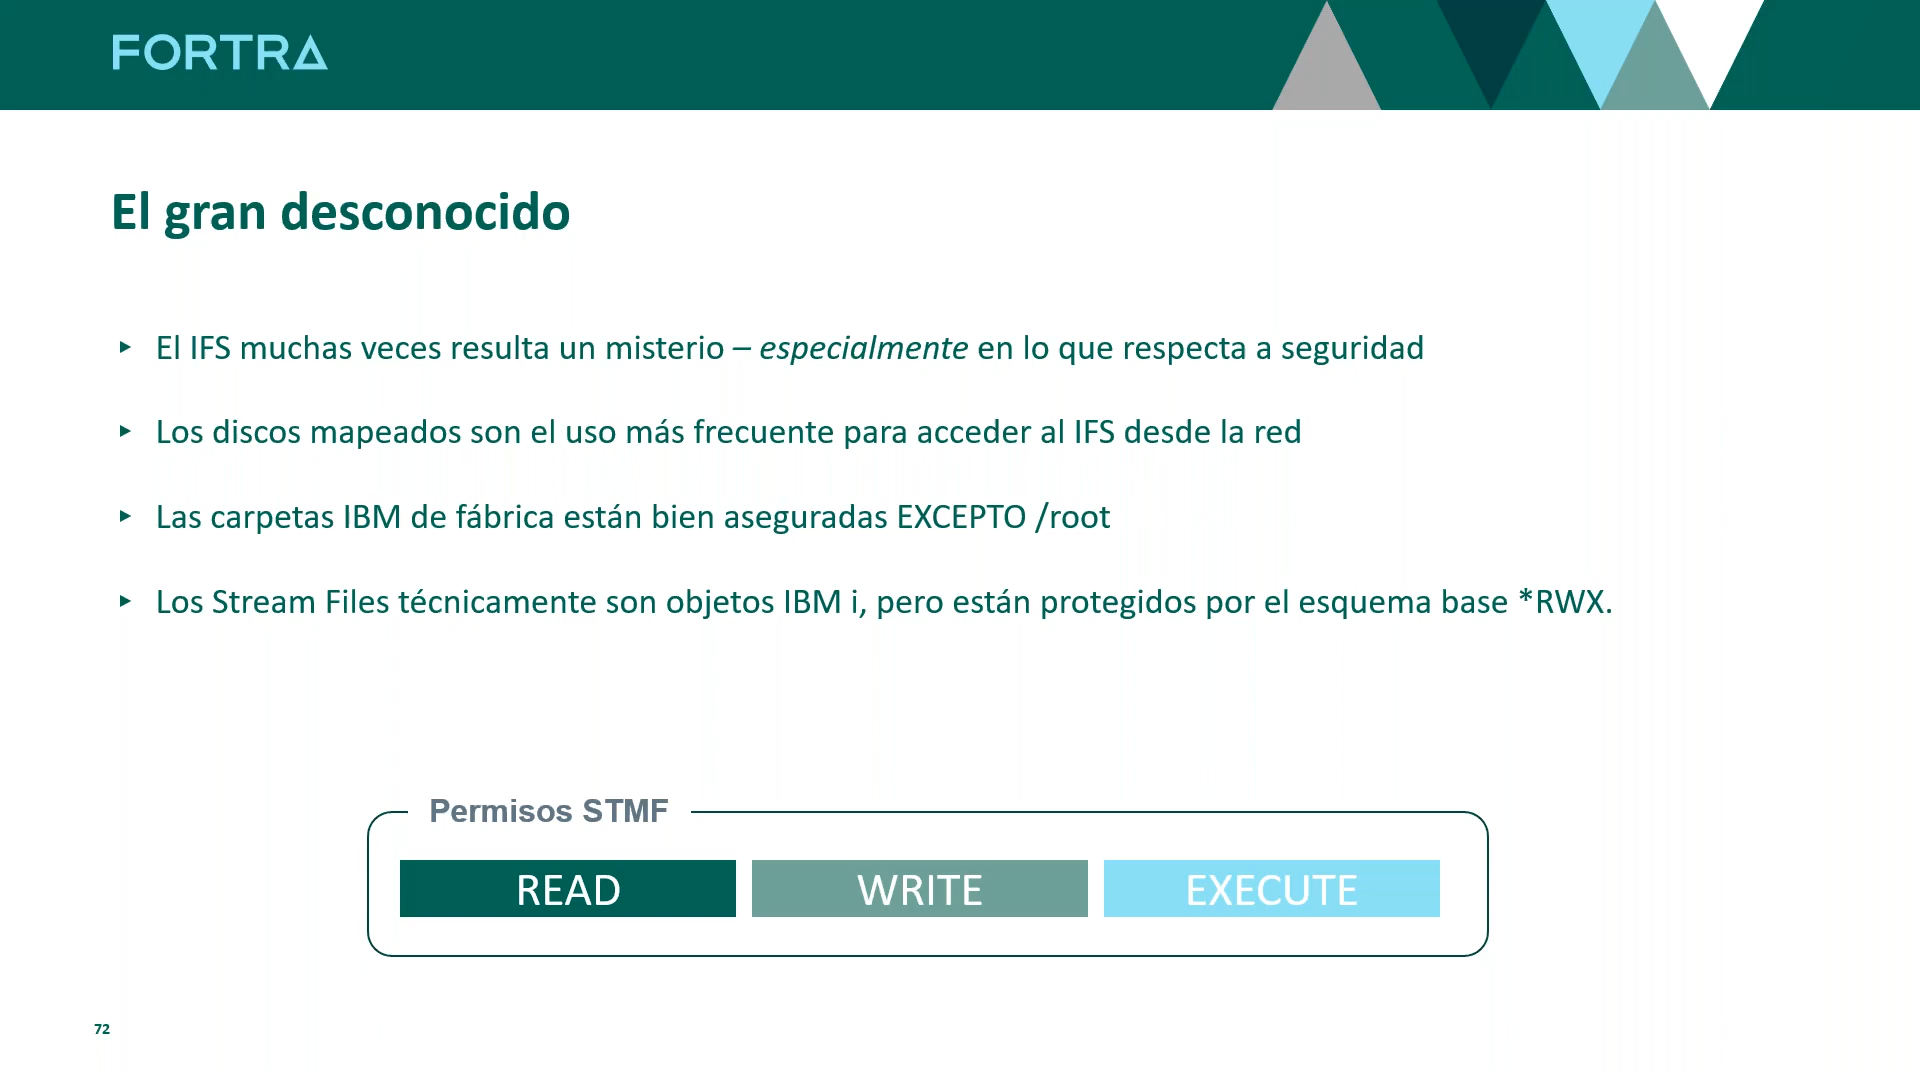 FORTRA
El gran desconocido
‣ El IFS muchas veces resulta un misterio – especialmente en lo que respecta a seguridad
‣ Los discos mapeados son el uso más frecuente para acceder al IFS desde la red
‣ Las carpetas IBM de fábrica están bien aseguradas EXCEPTO /root
‣ Los Stream Files técnicamente son objetos IBM i, pero están protegidos por el esquema base *RWX.
Permisos STMF
READ WRITE EXECUTE
72